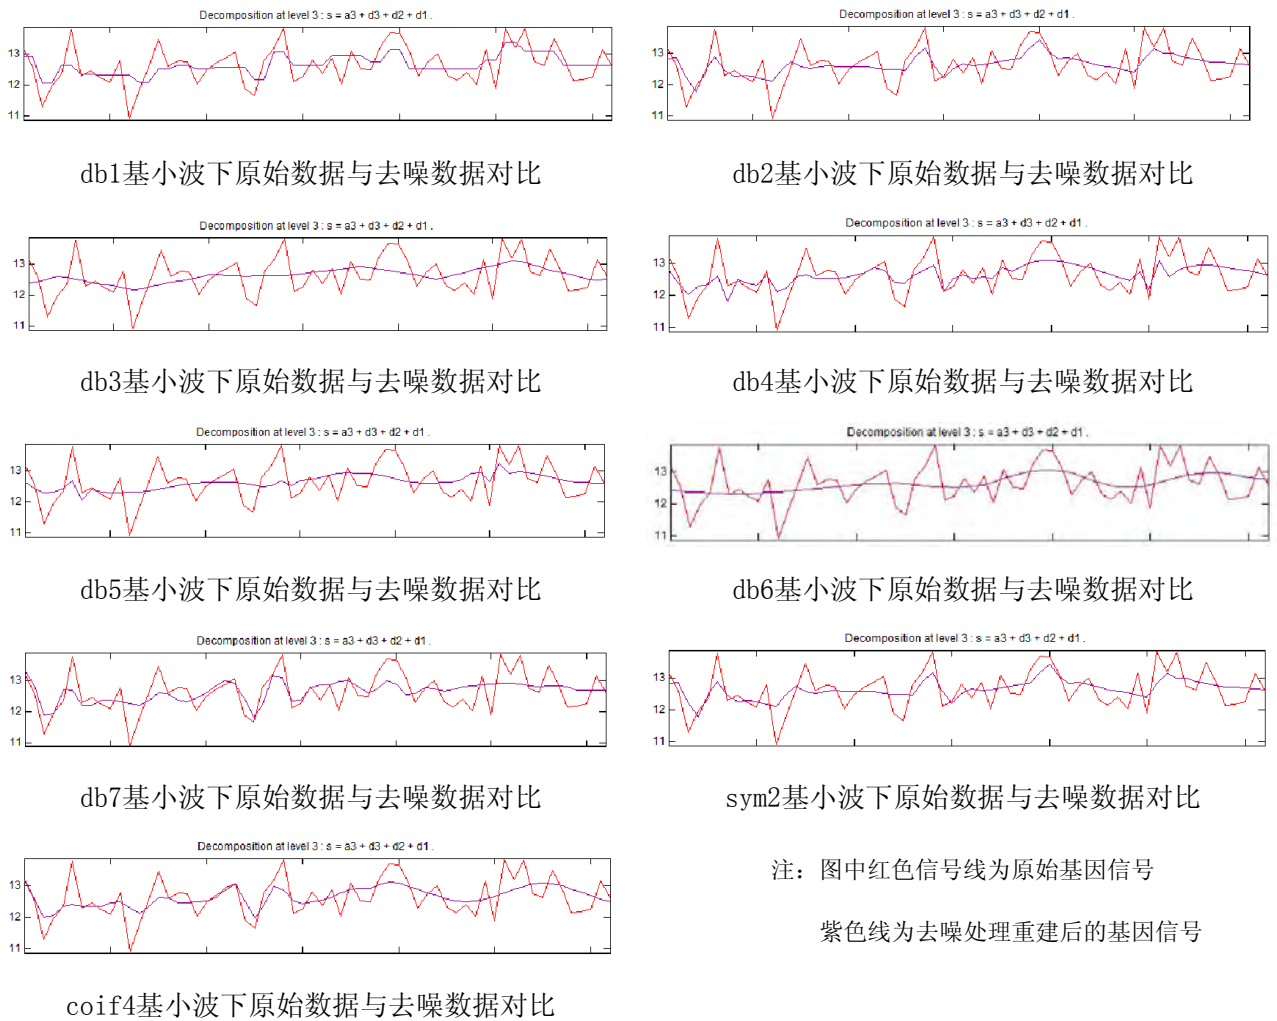 Decomposition at level 3 : s = a3 + d3 + d2 + d1 .
13
12
11
db1基小波下原始数据与去噪数据对比
Decomposition at level 3 : s = a3 + d3 + d2 + d1 .
13
12
11
db2基小波下原始数据与去噪数据对比
Decomposition at level 3 : s = a3 + d3 + d2 + d1 .
13
12
11
db3基小波下原始数据与去噪数据对比
Decomposition at level 3 : s = a3 + d3 + d2 + d1 .
13
12
11
db4基小波下原始数据与去噪数据对比
Decomposition at level 3 : s = a3 + d3 + d2 + d1 .
13
12
11
db5基小波下原始数据与去噪数据对比
Decomposition at level 3 : s = a3 + d3 + d2 + d1 .
13
12
11
db6基小波下原始数据与去噪数据对比
Decomposition at level 3 : s = a3 + d3 + d2 + d1 .
13
12
11
db7基小波下原始数据与去噪数据对比
Decomposition at level 3 : s = a3 + d3 + d2 + d1 .
13
12
11
sym2基小波下原始数据与去噪数据对比
Decomposition at level 3 : s = a3 + d3 + d2 + d1 .
13
12
11
coif4基小波下原始数据与去噪数据对比
注：图中红色信号线为原始基因信号
紫色线为去噪处理重建后的基因信号